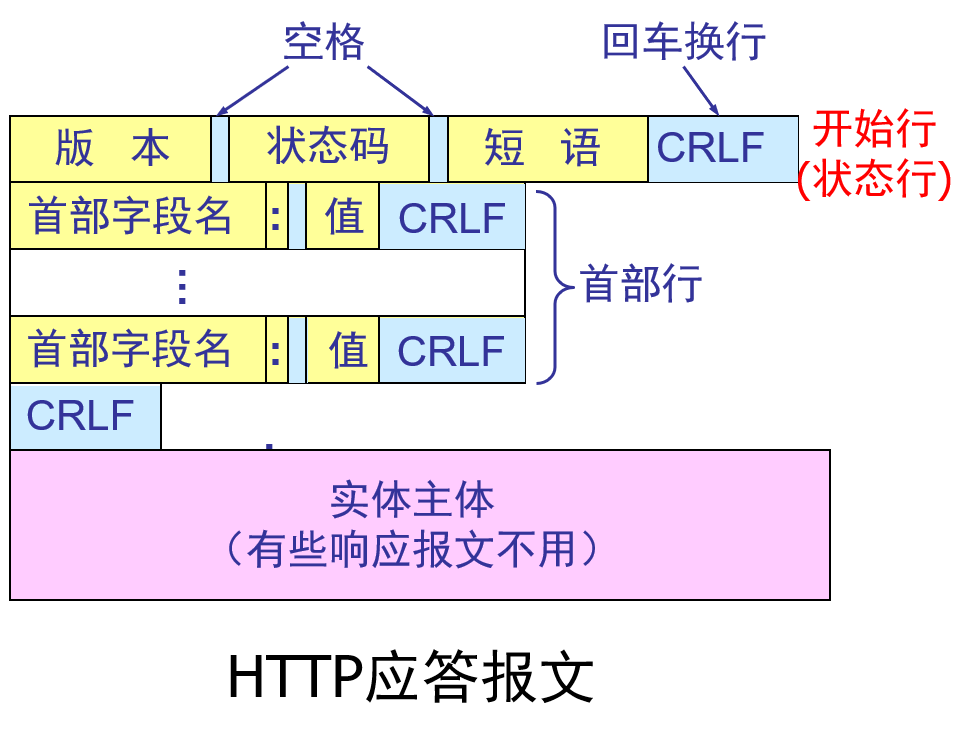 空格 回车换行
版 本 状态码 短 语 CRLF 开始行
(状态行)
首部字段名 : 值 CRLF
⋮ 首部行
首部字段名 : 值 CRLF
CRLF
实体主体
（有些响应报文不用）
HTTP应答报文